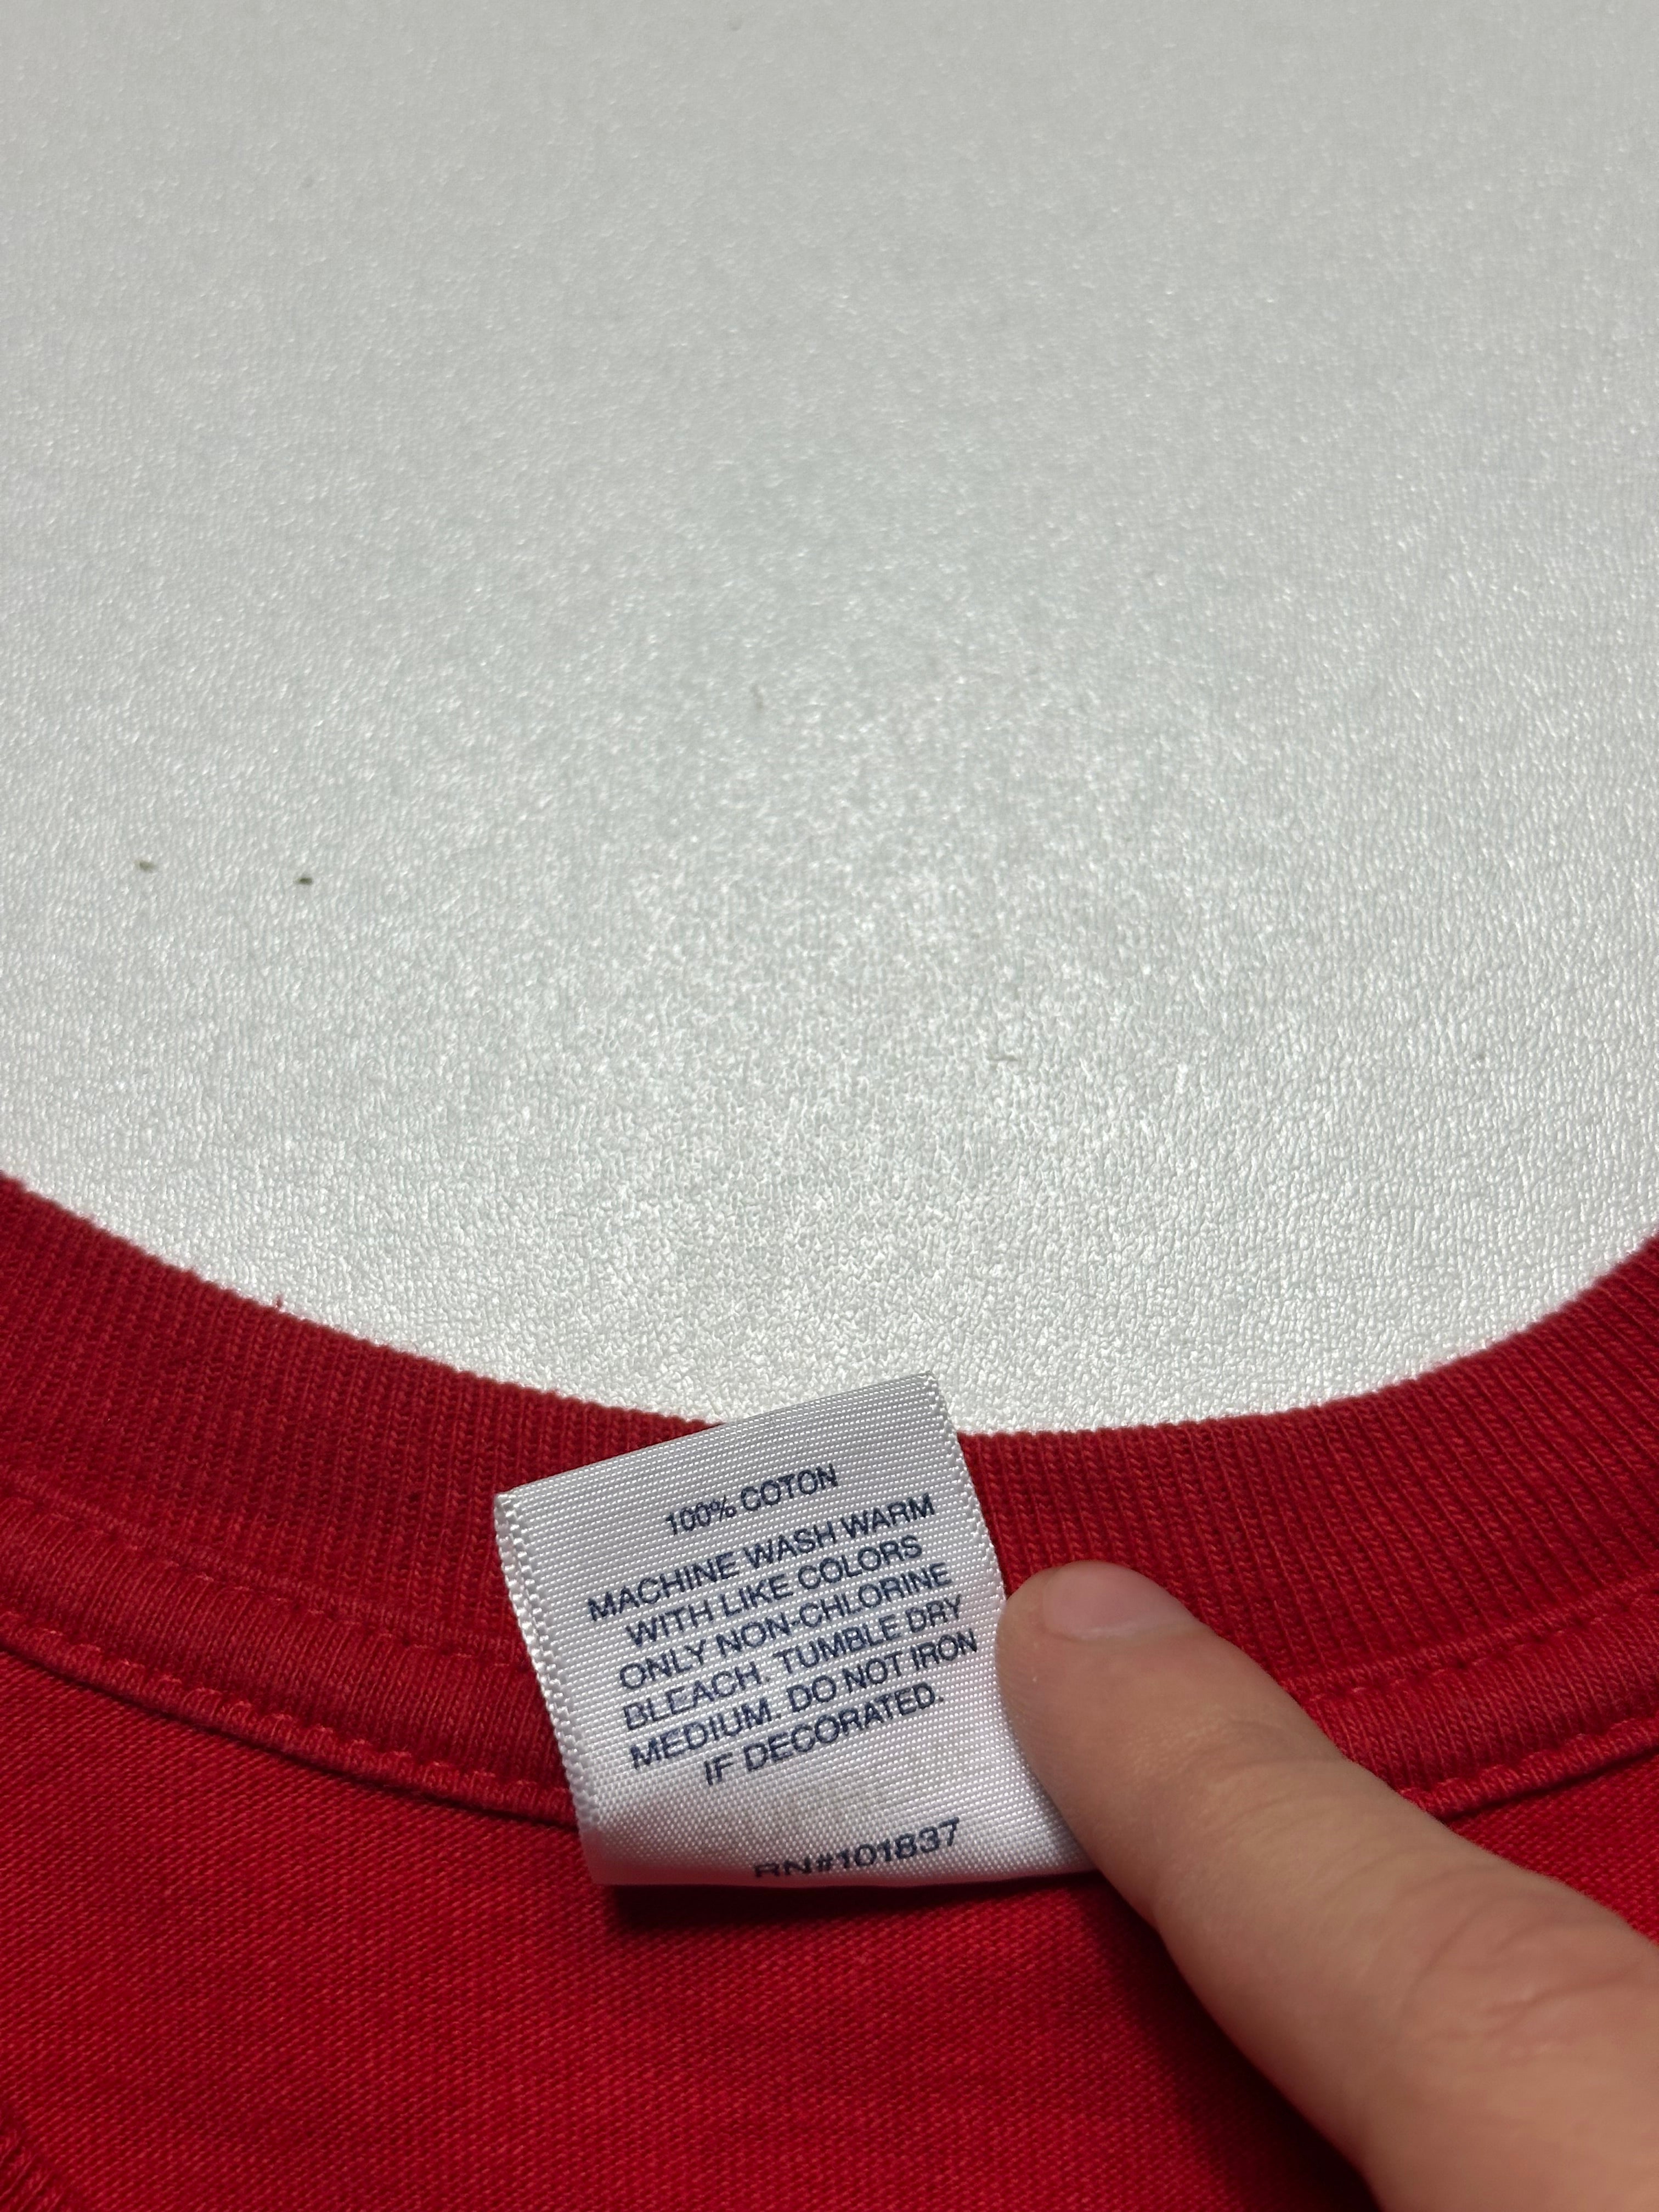 100% COTON
MACHINE WASH WARM
WITH LIKE COLORS
ONLY NON-CHLORINE
BLEACH. TUMBLE DRY
MEDIUM. DO NOT IRON
IF DECORATED.
RN#101837